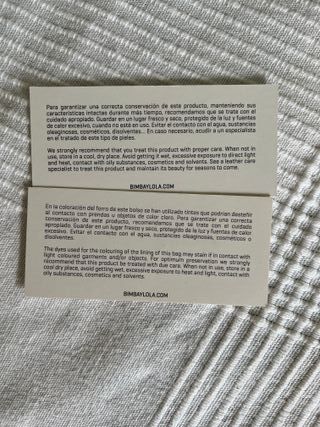 Para garantizar una correcta conservación de este producto, manteniendo sus
características intactas durante más tiempo, recomendamos que se trate con el
cuidado apropiado. Guardar en un lugar fresco y seco, protegido de la luz y fuentes
de calor excesivo, cuando no esté en uso. Evitar el contacto con el agua, sustancias
oleaginosas, cosméticos, disolventes... En caso necesario, acudir a un especialista
en el tratado de este tipo de pieles.
We strongly recommend that you treat this product with proper care. When not in
use, store in a cool, dry place. Avoid getting it wet, excessive exposure to direct light
and heat, contact with oily substances, cosmetics and solvents. See a leather care
specialist to treat this product and maintain its beauty for seasons to come.
BIMBAYLOLA.COM
En la coloración del forro de este bolso se han utilizado tintes que podrían desteñir
al contacto con prendas u objetos de color claro. Para garantizar una correcta
conservación de este producto, recomendamos que se trate con el cuidado
apropiado. Guardar en un lugar fresco y seco, protegido de la luz y fuentes de calor
excesivo. Evitar el contacto con el agua, sustancias oleaginosas, cosméticos o
disolventes.
The dyes used for the colouring of the lining of this bag may stain if in contact with
light coloured garments and/or objects. For optimum preservation we strongly
recommend that this product be treated with due care. When not in use, store in a
cool dry place, avoid getting wet, excessive exposure to heat and light, contact with
oily substances, cosmetics and solvents.
BIMBAYLOLA.COM